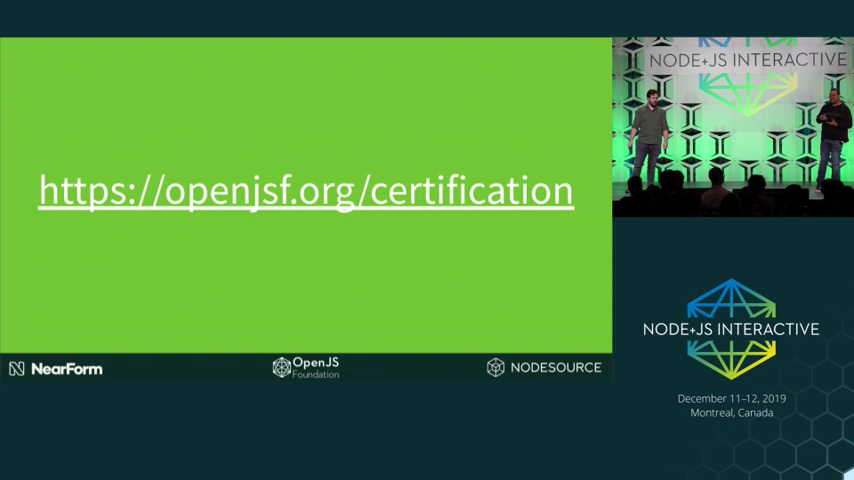 https://openjsf.org/certification
NearForm
OpenJS
Foundation
NODESOURCE
NODE+JS INTERACTIVE
NODE+JS INTERACTIVE
December 11–12, 2019
Montreal, Canada